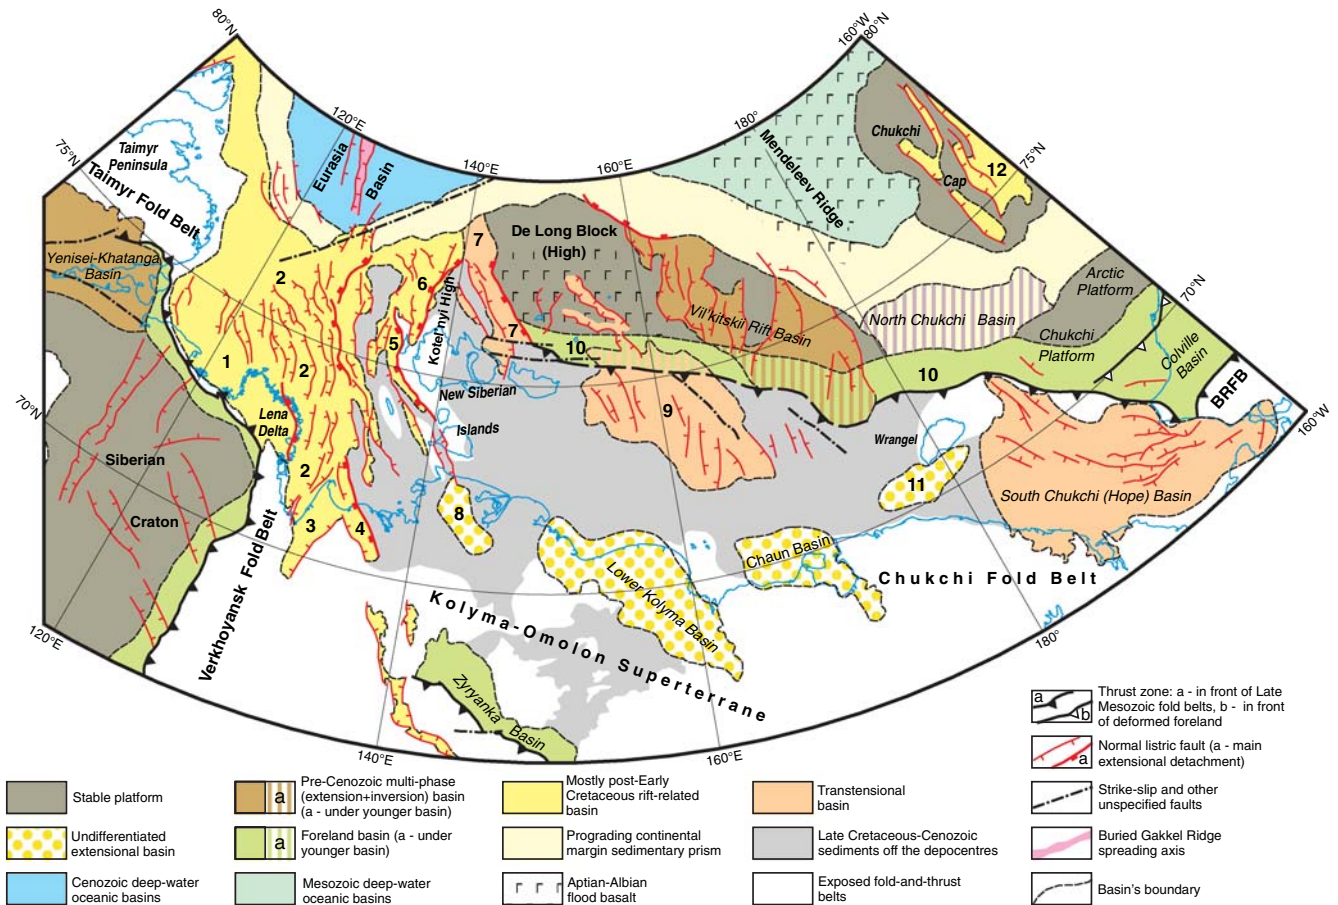 80°N
160°W
80°N
120°E
180°
Chukchi
75°N
Taimyr
Peninsula
Eurasia
Basin
140°E
160°E
Mendeleev Ridge
75°N
Cap
12
Taimyr Fold Belt
De Long Block
(High)
7
Yenisei-Khatanga
Basin
2
6
Kotel'nyi High
Arctic
Platform
70°N
Vil'kitskii Rift Basin
North Chukchi Basin
Chukchi
Platform
7
5
10
1
2
10
Colville
Basin
BRFB
New Siberian
Islands
70°N
Lena
Delta
9
Wrangel
160°W
Siberian
Craton
2
11
South Chukchi (Hope) Basin
3
4
8
Chaun Basin
Verkhoyansk Fold Belt
Lower Kolyma Basin
Chukchi Fold Belt
120°E
Kolyma-Omolon Superterrane
180°
Zyryanka Basin
140°E
160°E
a
b
Thrust zone: a - in front of Late
Mesozoic fold belts, b - in front
of deformed foreland
a
Normal listric fault (a - main
extensional detachment)
Stable platform
a
Pre-Cenozoic multi-phase
(extension+inversion) basin
(a - under younger basin)
Mostly post-Early
Cretaceous rift-related
basin
Transtensional
basin
Strike-slip and other
unspecified faults
Undifferentiated
extensional basin
a
Foreland basin (a - under
younger basin)
Prograding continental
margin sedimentary prism
Late Cretaceous-Cenozoic
sediments off the depocentres
Buried Gakkel Ridge
spreading axis
Cenozoic deep-water
oceanic basins
Mesozoic deep-water
oceanic basins
Aptian-Albian
flood basalt
Exposed fold-and-thrust
belts
Basin's boundary